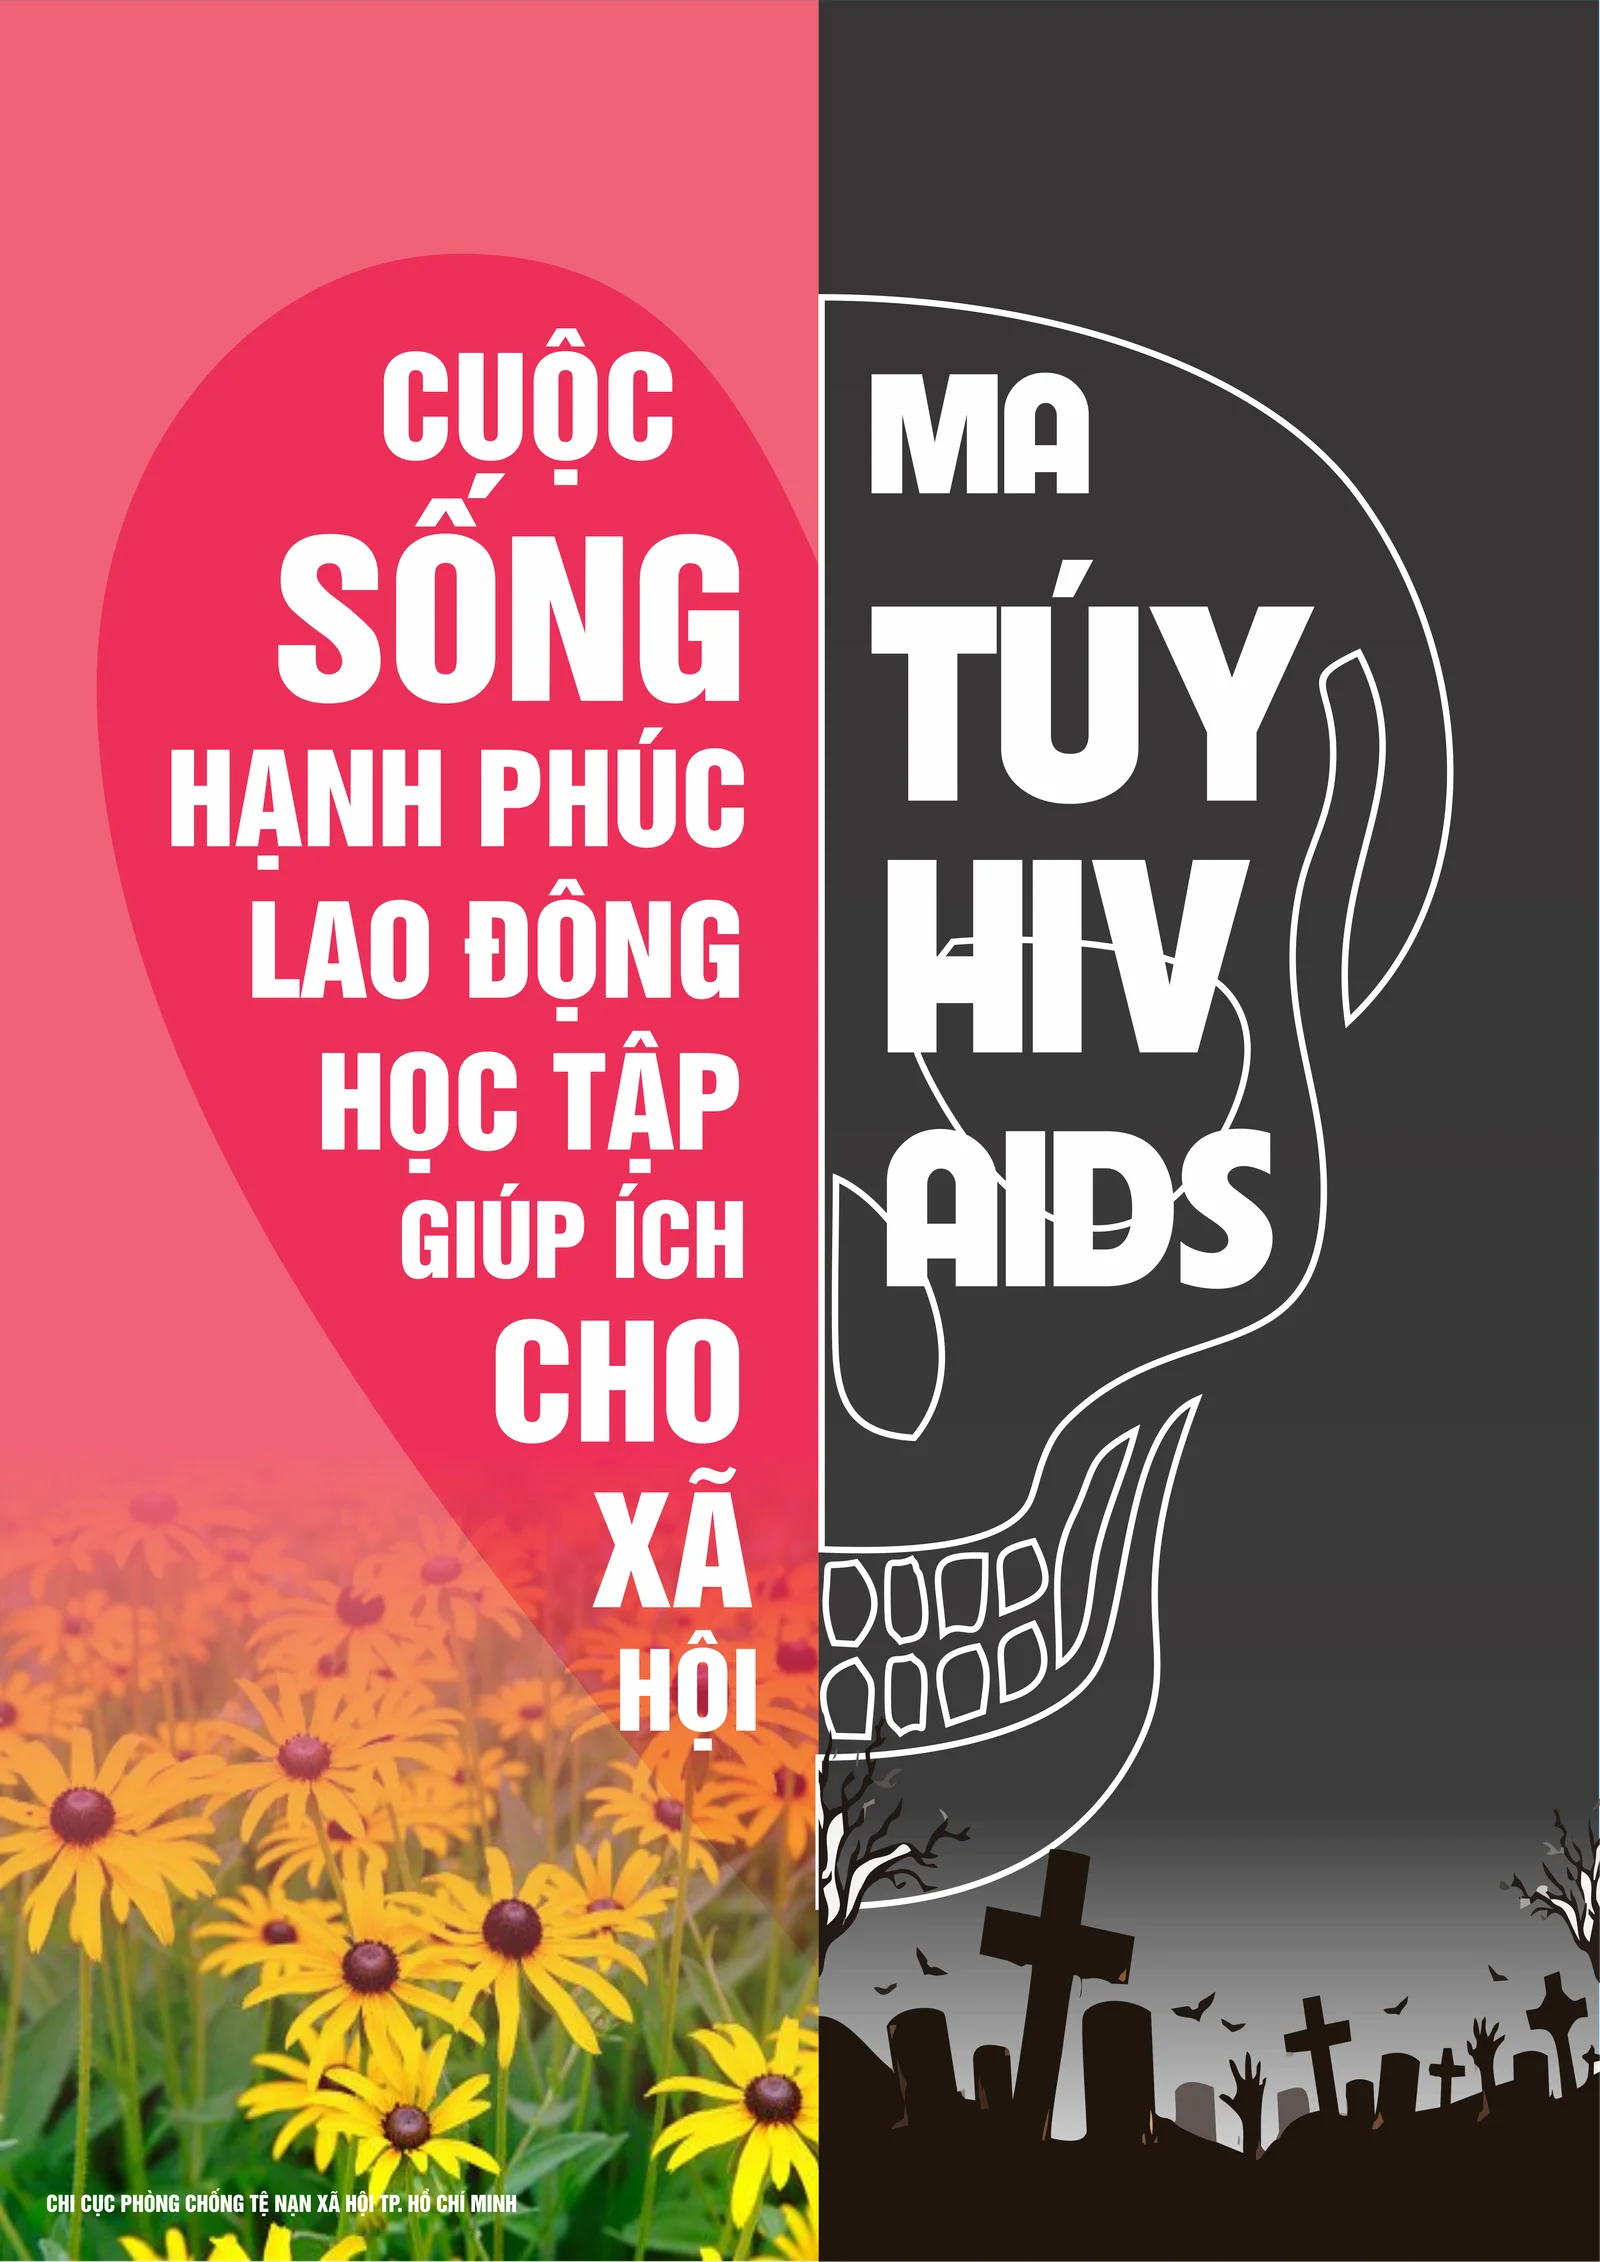 CUỘC
SỐNG
HẠNH PHÚC
LAO ĐỘNG
HỌC TẬP
GIÚP ÍCH
CHO
XÃ
HỘI
MA
TÚY
HIV
AIDS
CHI CỤC PHÒNG CHỐNG TỆ NẠN XÃ HỘI TP. HỒ CHÍ MINH